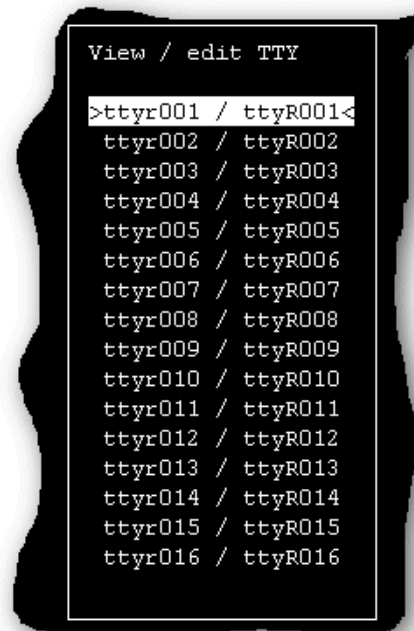 View / edit TTY
>ttyr001 / ttyR001<
ttyr002 / ttyR002
ttyr003 / ttyR003
ttyr004 / ttyR004
ttyr005 / ttyR005
ttyr006 / ttyR006
ttyr007 / ttyR007
ttyr008 / ttyR008
ttyr009 / ttyR009
ttyr010 / ttyR010
ttyr011 / ttyR011
ttyr012 / ttyR012
ttyr013 / ttyR013
ttyr014 / ttyR014
ttyr015 / ttyR015
ttyr016 / ttyR016